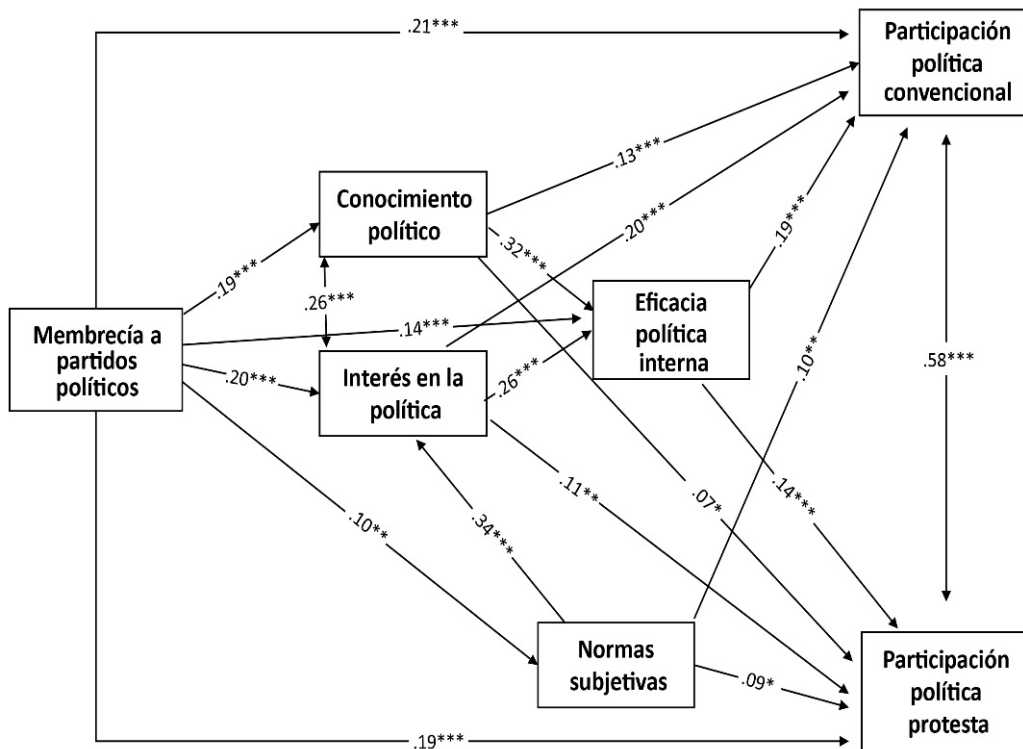 .21***
Participación
política
convencional
.13***
Conocimiento
político
.20***
.19***
.32***
.19***
.26***
Eficacia
política
interna
Membrecía a
partidos
políticos
.14***
.58***
.10**
Interés en la
política
.20***
.26***
.11**
.07*
.14***
.10**
.34***
Normas
subjetivas
.09*
Participación
política
protesta
.19***